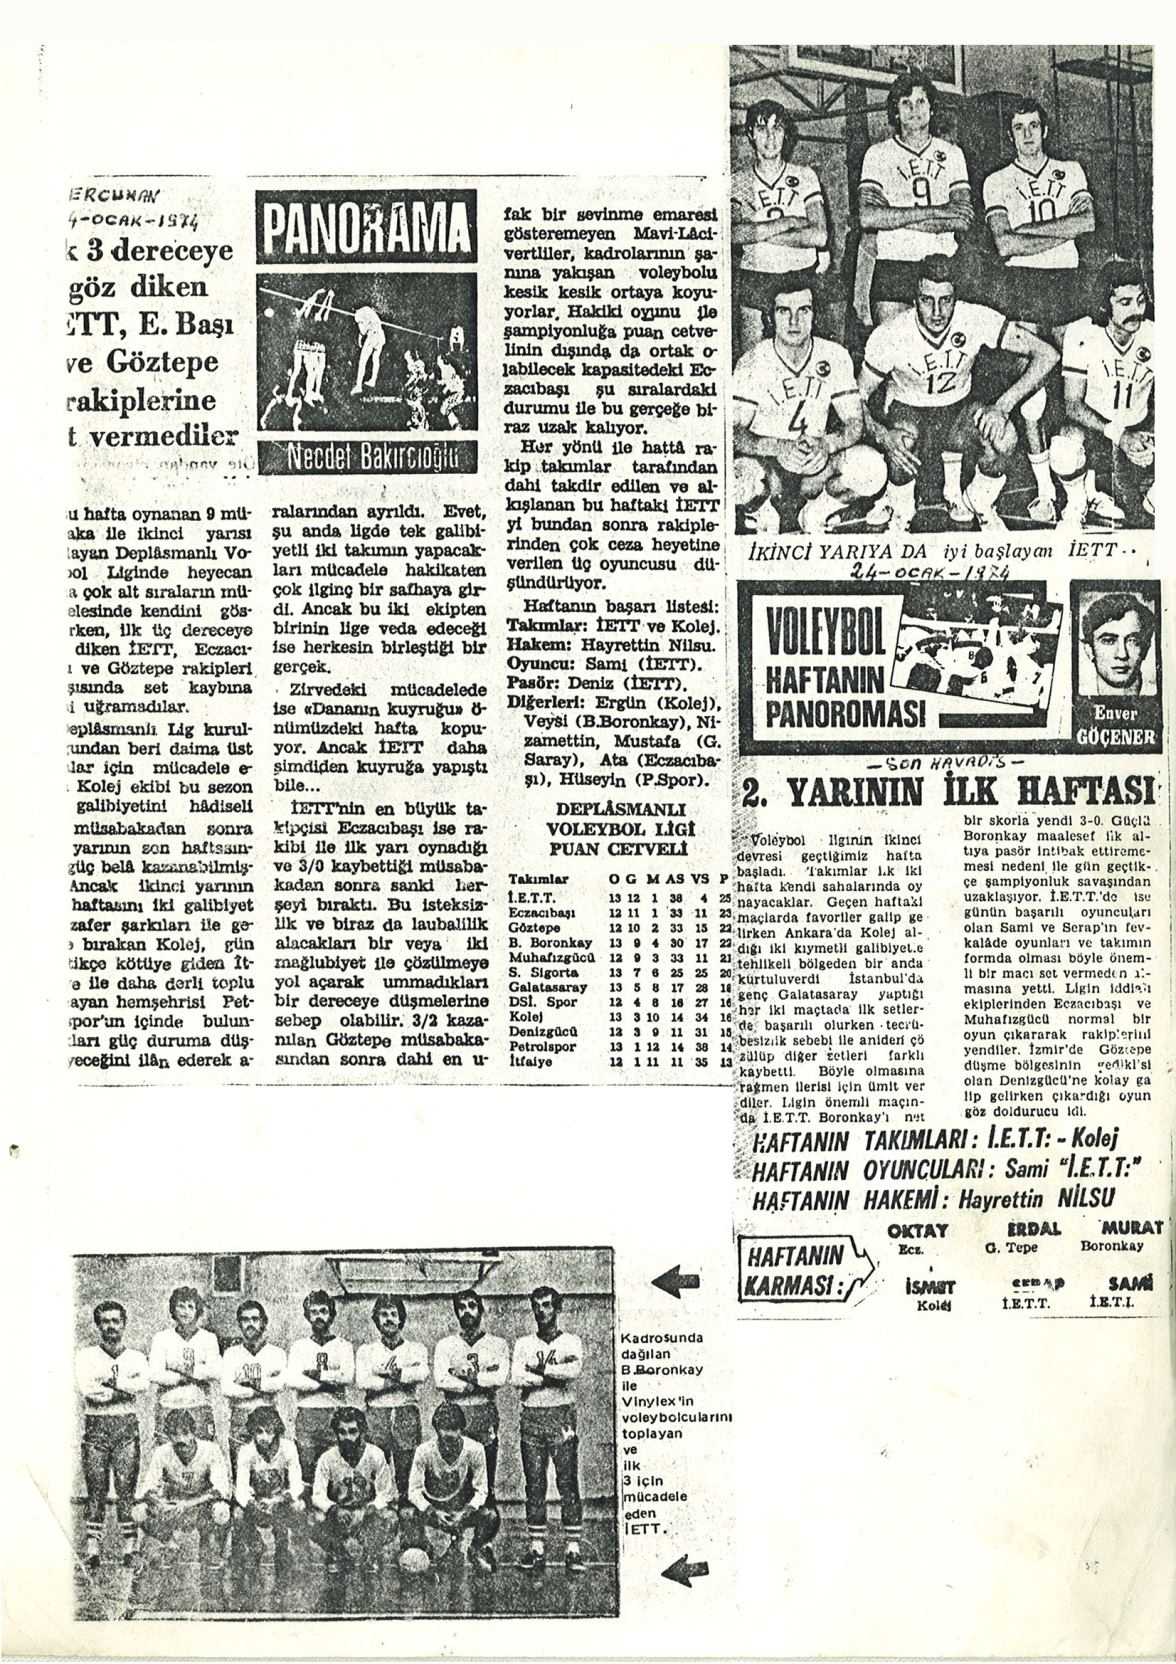 ERCUMAN
4-OCAK-1974
k 3 dereceye
göz diken
ETT, E. Başı
ve Göztepe
rakiplerine
t vermediler
PANORAMA
Necdet Bakırcıoğlu
u hafta oynanan 9 mü-
aka ile ikinci yarısı
layan Deplâsmanlı Vo-
bol Liginde heyecan
a çok alt sıraların mü-
elesinde kendini gös-
rken, ilk üç dereceye
diken İETT, Eczacı-
ı ve Göztepe rakipleri
şısında set kaybına
i uğramadılar.
eplâsmanlı Lig kurul-
undan beri daima üst
lar için mücadele e-
. Kolej ekibi bu sezon
galibiyetini hâdiseli
müsabakadan sonra
yarının son haftasın-
güç belâ kazanabilmiş-
Ancak ikinci yarının
haftasını iki galibiyet
zafer şarkıları ile ge-
bırakan Kolej, gün
tikçe kötüye giden İt-
e ile daha derli toplu
ayan hemşehrisi Pet-
spor'un içinde bulun-
ları güç duruma düş-
yeceğini ilân ederek a-
ralarından ayrıldı. Evet,
şu anda ligde tek galibi-
yetli iki takımın yapacak-
ları mücadele hakikaten
çok ilginç bir safhaya gir-
di. Ancak bu iki ekipten
birinin lige veda edeceği
ise herkesin birleştiği bir
gerçek.
Zirvedeki mücadelede
ise «Dananın kuyruğu» ö-
nümüzdeki hafta kopu-
yor. Ancak İETT daha
şimdiden kuyruğa yapıştı
bile...
İETT'nin en büyük ta-
kipçisi Eczacıbaşı ise ra-
kibi ile ilk yarı oynadığı
ve 3/0 kaybettiği müsaba-
kadan sonra sanki her-
şeyi bıraktı. Bu isteksiz-
lik ve biraz da laubalilik
alacakları bir veya iki
mağlubiyet ile çözülmeye
yol açarak ummadıkları
bir dereceye düşmelerine
sebep olabilir. 3/2 kaza-
nılan Göztepe müsabaka-
sından sonra dahi en u-
fak bir sevinme emaresi
gösteremeyen Mavi-Lâci-
vertliler, kadrolarının şa-
nına yakışan voleybolu
kesik kesik ortaya koyu-
yorlar. Hakiki oyunu ile
şampiyonluğa puan cetve-
linin dışında da ortak o-
labilecek kapasitedeki Ec-
zacıbaşı şu sıralardaki
durumu ile bu gerçeğe bi-
raz uzak kalıyor.
Her yönü ile hattâ ra-
kip takımlar tarafından
dahi takdir edilen ve al-
kışlanan bu haftaki İETT
yi bundan sonra rakiple-
rinden çok ceza heyetine
verilen üç oyuncusu dü-
şündürüyor.
Haftanın başarı listesi:
Takımlar: İETT ve Kolej.
Hakem: Hayrettin Nilsu.
Oyuncu: Sami (İETT).
Pasör: Deniz (İETT).
Diğerleri: Ergün (Kolej),
Veysi (B.Boronkay), Ni-
zamettin, Mustafa (G.
Saray), Ata (Eczacıba-
şı), Hüseyin (P.Spor).
DEPLÂSMANLI
VOLEYBOL LİGİ
PUAN CETVELİ
Takımlar O G M AS VS P
İ.E.T.T. 13 12 1 38 4 25
Eczacıbaşı 12 11 1 33 11 23
Göztepe 12 10 2 33 15 22
B. Boronkay 13 9 4 30 17 22
Muhafızgücü 12 9 3 33 11 21
S. Sigorta 13 7 6 25 25 20
Galatasaray 13 5 8 17 28 18
DSİ. Spor 12 4 8 16 27 16
Kolej 13 3 10 14 34 16
Denizgücü 12 3 9 11 31 15
Petrolspor 13 1 12 14 38 14
İtfaiye 12 1 11 11 35 13
İ.E.TT
9
İ.E.TT
10
İ.E.TT
İ.E.TT
4
İ.E.TT
12
İ.E.TT
11
İKİNCİ YARIYA DA iyi başlayan İETT..
24-OCAK-1974
VOLEYBOL
HAFTANIN
PANOROMASI
Enver
GÖÇENER
-SON HAVADİS-
2. YARININ İLK HAFTASI
Voleybol liginin ikinci
devresi geçtiğimiz hafta
başladı. Takımlar ilk iki
hafta kendi sahalarında oy
nayacaklar. Geçen haftaki
maçlarda favoriler galip ge
lirken Ankara'da Kolej al-
dığı iki kıymetli galibiyetle
tehlikeli bölgeden bir anda
kurtuluverdi İstanbul'da
genç Galatasaray yaptığı
her iki maçtada ilk setler-
de başarılı olurken tecrü-
besizlik sebebi ile aniden çö
zülüp diğer setleri farklı
kaybetti. Böyle olmasına
rağmen ilerisi için ümit ver
diler. Ligin önemli maçın-
da İ.E.T.T. Boronkay'ı net
bir skorla yendi 3-0. Güçlü
Boronkay maalesef ilk al-
tıya pasör intibak ettireme-
mesi nedeni ile gün geçtik-
çe şampiyonluk savaşından
uzaklaşıyor. İ.E.T.T.'de ise
günün başarılı oyuncuları
olan Sami ve Serap'ın fev-
kalâde oyunları ve takımın
formda olması böyle önem-
li bir maçı set vermeden al-
masına yetti. Ligin iddialı
ekiplerinden Eczacıbaşı ve
Muhafızgücü normal bir
oyun çıkararak rakiplerini
yendiler. İzmir'de Göztepe
düşme bölgesinin gedikl'si
olan Denizgücü'ne kolay ga
lip gelirken çıkardığı oyun
göz doldurucu idi.
HAFTANIN TAKIMLARI: İ.E.T.T: - Kolej
HAFTANIN OYUNCULARI: Sami "İ.E.T.T:"
HAFTANIN HAKEMİ: Hayrettin NİLSU
HAFTANIN
KARMASI:
OKTAY ERDAL MURAT
Ecz. G. Tepe Boronkay
İSMET SERAP SAMİ
Kolej İ.E.T.T. İ.E.T.T.
Kadrosunda
dağılan
B.Boronkay
ile
Vinylex'in
voleybolcularını
toplayan
ve
ilk
3 için
mücadele
eden
İETT.